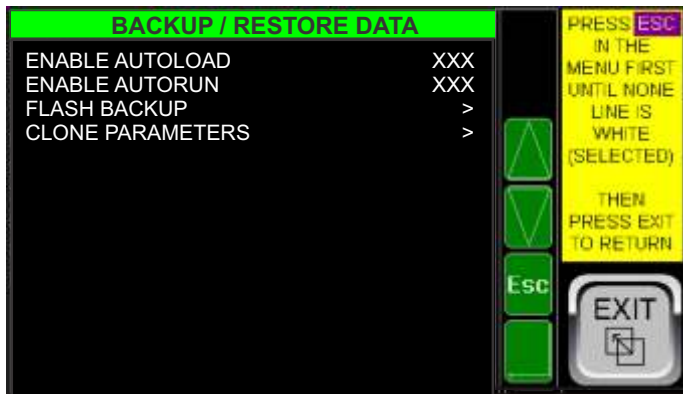 BACKUP / RESTORE DATA
ENABLE AUTOLOAD XXX
ENABLE AUTORUN XXX
FLASH BACKUP >
CLONE PARAMETERS >
Esc
PRESS ESC
IN THE
MENU FIRST
UNTIL NONE
LINE IS
WHITE
(SELECTED)
THEN
PRESS EXIT
TO RETURN
EXIT